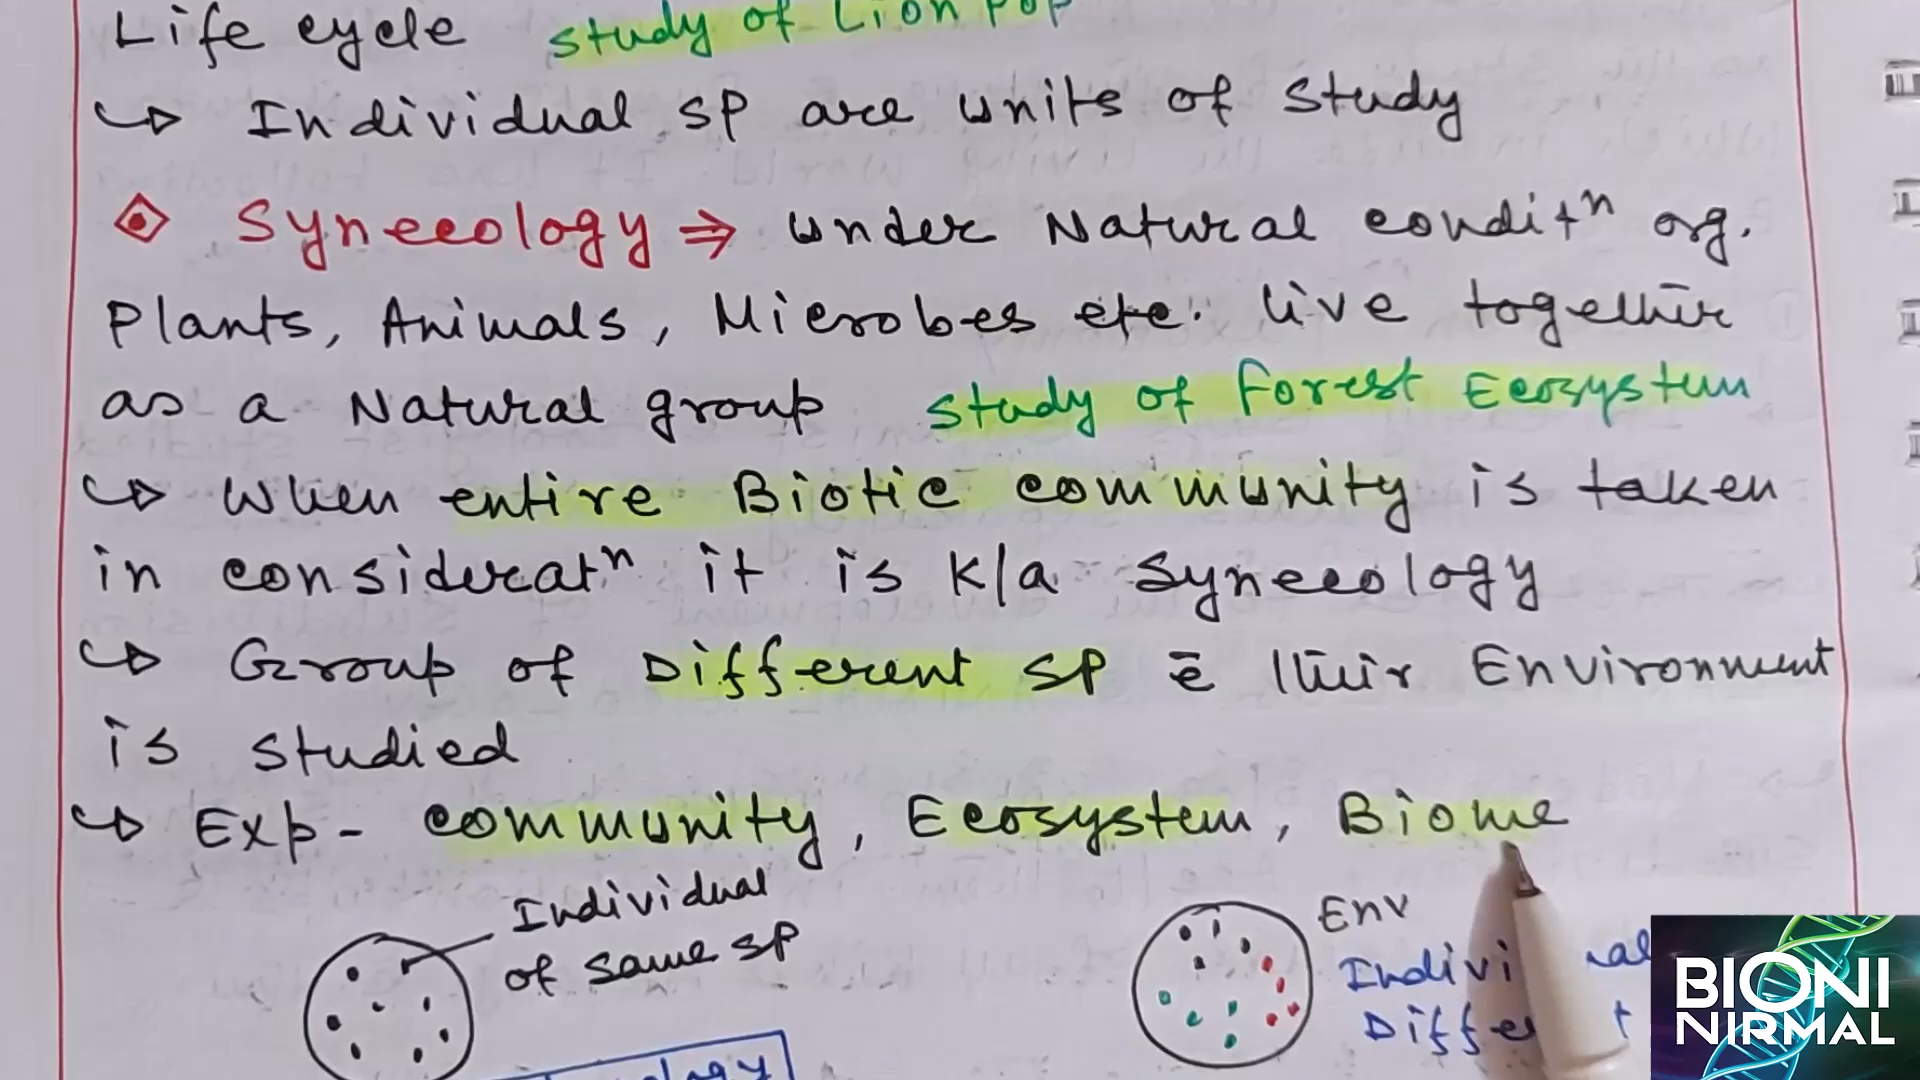 Life cycle study of Lion Pop
↪ Individual sp are units of study
Synecology ⇒ under Natural conditⁿ org.
Plants, Animals, Microbes etc. live together
as a Natural group study of Forest Ecosystem
↪ When entire Biotic community is taken
in consideratⁿ it is k/a Synecology
↪ Group of Different sp ē their Environment
is studied
↪ Exp - community, Ecosystem, Biome
Individual
of same sp
Env
Different
BIONI
NIRMAL